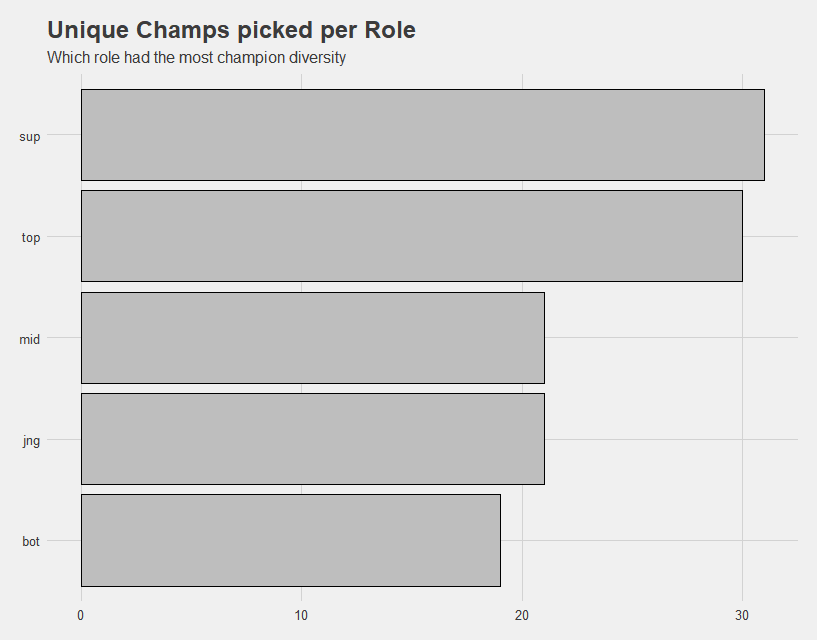 Unique Champs picked per Role
Which role had the most champion diversity
sup
top
mid
jng
bot
0 10 20 30